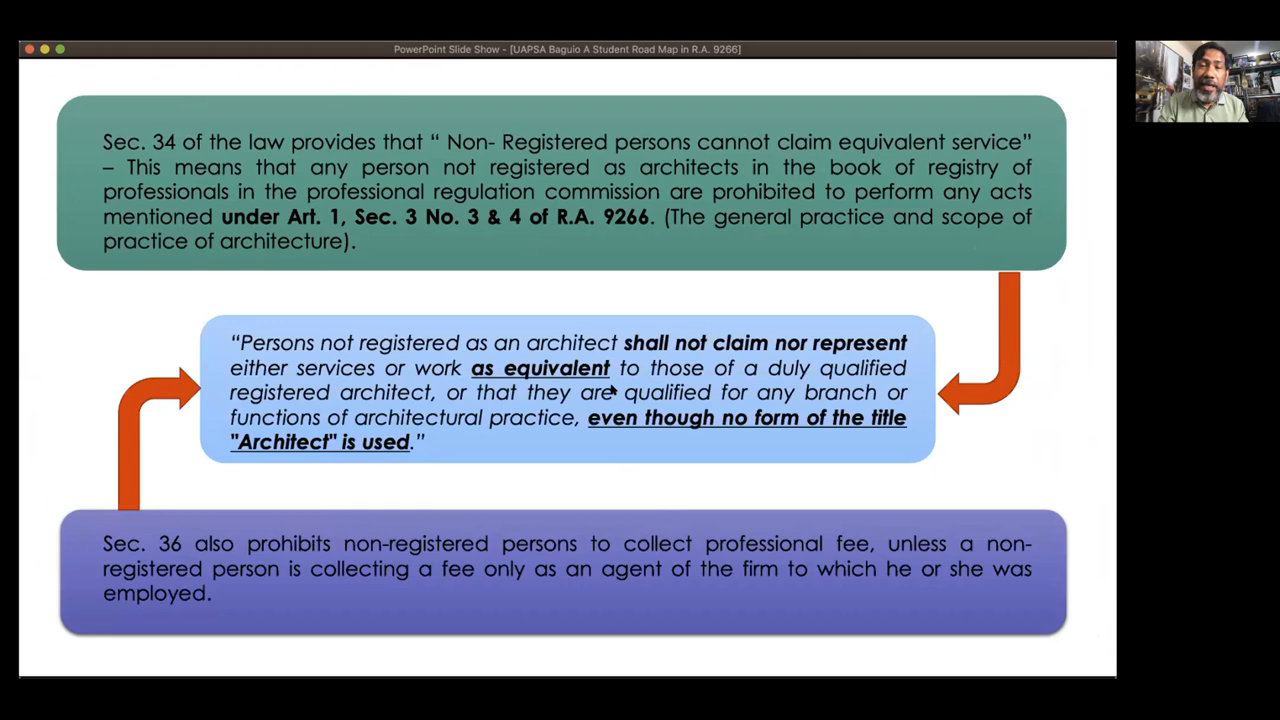 PowerPoint Slide Show - [UAPSA Baguio A Student Road Map in R.A. 9266]
Sec. 34 of the law provides that “ Non- Registered persons cannot claim equivalent service”
– This means that any person not registered as architects in the book of registry of
professionals in the professional regulation commission are prohibited to perform any acts
mentioned under Art. 1, Sec. 3 No. 3 & 4 of R.A. 9266. (The general practice and scope of
practice of architecture).
“Persons not registered as an architect shall not claim nor represent
either services or work as equivalent to those of a duly qualified
registered architect, or that they are qualified for any branch or
functions of architectural practice, even though no form of the title
"Architect" is used.”
Sec. 36 also prohibits non-registered persons to collect professional fee, unless a non-
registered person is collecting a fee only as an agent of the firm to which he or she was
employed.